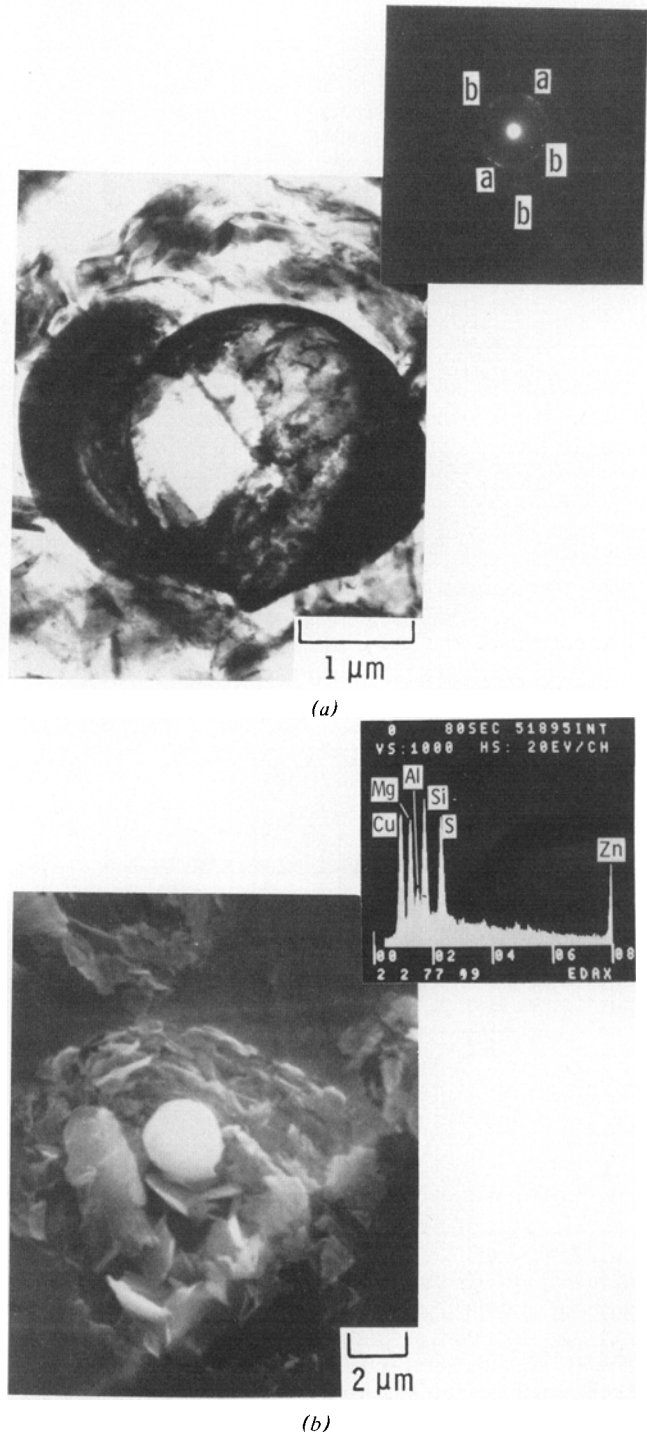 b a
a b
b
1 μm
(a)
0 80SEC 51895INT
VS:1000 HS: 20EV/CH
Al
Mg Si
Cu S
Zn
00 02 04 06 08
2 2 77 99 EDAX
2 μm
(b)